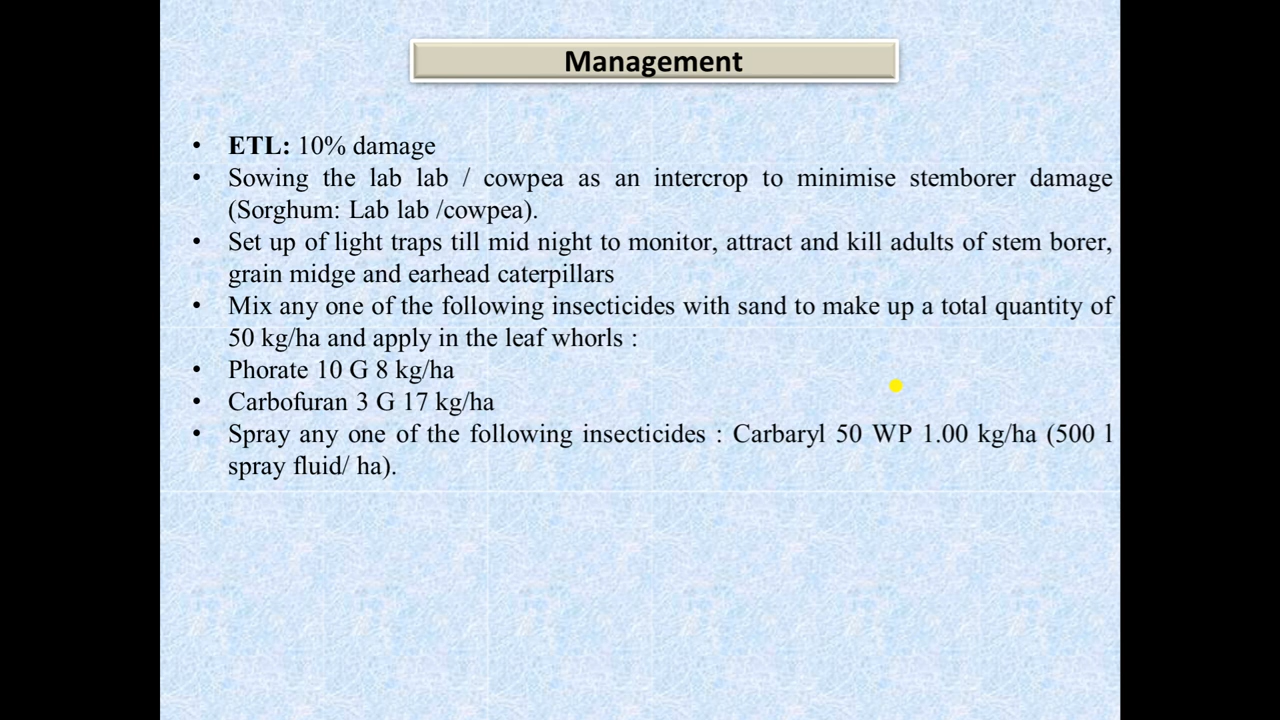 Management
• ETL: 10% damage
• Sowing the lab lab / cowpea as an intercrop to minimise stemborer damage
(Sorghum: Lab lab /cowpea).
• Set up of light traps till mid night to monitor, attract and kill adults of stem borer,
grain midge and earhead caterpillars
• Mix any one of the following insecticides with sand to make up a total quantity of
50 kg/ha and apply in the leaf whorls :
• Phorate 10 G 8 kg/ha
• Carbofuran 3 G 17 kg/ha
• Spray any one of the following insecticides : Carbaryl 50 WP 1.00 kg/ha (500 l
spray fluid/ ha).